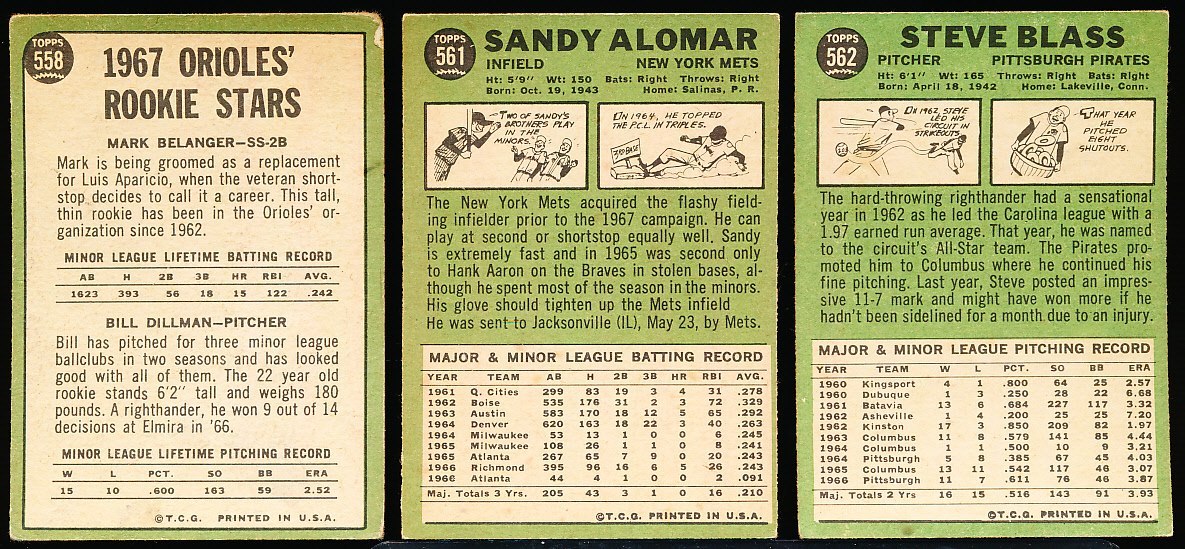 TOPPS
558
1967 ORIOLES'
ROOKIE STARS
MARK BELANGER—SS-2B
Mark is being groomed as a replacement
for Luis Aparicio, when the veteran short-
stop decides to call it a career. This tall,
thin rookie has been in the Orioles' or-
ganization since 1962.
MINOR LEAGUE LIFETIME BATTING RECORD
AB H 2B 3B HR RBI AVG.
1623 393 56 18 15 122 .242
BILL DILLMAN—PITCHER
Bill has pitched for three minor league
ballclubs in two seasons and has looked
good with all of them. The 22 year old
rookie stands 6'2" tall and weighs 180
pounds. A righthander, he won 9 out of 14
decisions at Elmira in '66.
MINOR LEAGUE LIFETIME PITCHING RECORD
W L PCT. SO BB ERA
15 10 .600 163 59 2.52
©T.C.G. PRINTED IN U.S.A.
TOPPS
561
SANDY ALOMAR
INFIELD NEW YORK METS
Ht: 5'9" Wt: 150 Bats: Right Throws: Right
Born: Oct. 19, 1943 Home: Salinas, P. R.
TWO OF SANDY'S
BROTHERS PLAY
IN THE
MINORS.
IN 1964, HE TOPPED
THE P.C.L. IN TRIPLES.
3RD BASE
The New York Mets acquired the flashy field-
ing infielder prior to the 1967 campaign. He can
play at second or shortstop equally well. Sandy
is extremely fast and in 1965 was second only
to Hank Aaron on the Braves in stolen bases, al-
though he spent most of the season in the minors.
His glove should tighten up the Mets infield
He was sent to Jacksonville (IL), May 23, by Mets.
MAJOR & MINOR LEAGUE BATTING RECORD
YEAR TEAM AB H 2B 3B HR RBI AVG.
1961 Q. Cities 299 83 19 3 4 31 .278
1962 Boise 535 176 31 2 3 72 .329
1963 Austin 583 170 18 12 5 65 .292
1964 Denver 620 163 18 22 3 40 .263
1964 Milwaukee 53 13 1 0 0 6 .245
1965 Milwaukee 108 26 1 1 0 8 .241
1965 Atlanta 267 65 7 9 0 20 .243
1966 Richmond 395 96 16 6 5 26 .243
1966 Atlanta 44 4 1 0 0 2 .091
Maj. Totals 3 Yrs. 205 43 3 1 0 16 .210
©T.C.G. PRINTED IN U.S.A.
TOPPS
562
STEVE BLASS
PITCHER PITTSBURGH PIRATES
Ht: 6'1" Wt: 165 Throws: Right Bats: Right
Born: April 18, 1942 Home: Lakeville, Conn.
IN 1962, STEVE
LED HIS
CIRCUIT IN
STRIKEOUTS.
THAT YEAR
HE
PITCHED
EIGHT
SHUTOUTS.
The hard-throwing righthander had a sensational
year in 1962 as he led the Carolina league with a
1.97 earned run average. That year, he was named
to the circuit's All-Star team. The Pirates pro-
moted him to Columbus where he continued his
fine pitching. Last year, Steve posted an impres-
sive 11-7 mark and might have won more if he
hadn't been sidelined for a month due to an injury.
MAJOR & MINOR LEAGUE PITCHING RECORD
YEAR TEAM W L PCT. SO BB ERA
1960 Kingsport 4 1 .800 64 25 2.57
1960 Dubuque 1 3 .250 28 22 6.68
1961 Batavia 13 6 .684 227 117 3.32
1962 Asheville 1 4 .200 25 25 7.20
1962 Kinston 17 3 .850 209 82 1.97
1963 Columbus 11 8 .579 141 85 4.44
1964 Columbus 1 1 .500 10 9 3.21
1964 Pittsburgh 5 8 .385 67 45 4.03
1965 Columbus 13 11 .542 117 46 3.07
1966 Pittsburgh 11 7 .611 76 46 3.87
Maj. Totals 2 Yrs. 16 15 .516 143 91 3.93
©T.C.G. PRINTED IN U.S.A.